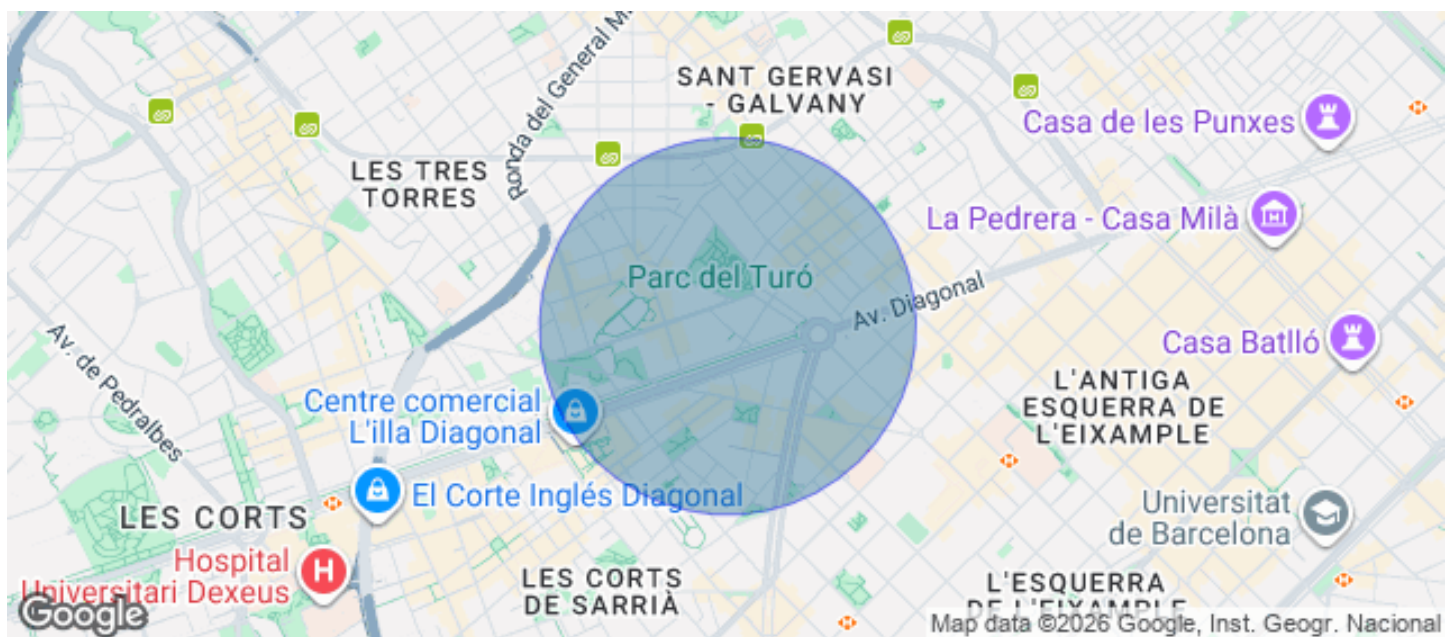 SANT GERVASI
- GALVANY
Ronda del General Mi
Casa de les Punxes
LES TRES
TORRES
La Pedrera - Casa Milà
Parc del Turó
Av. Diagonal
Casa Batlló
Av. de Pedralbes
L'ANTIGA
ESQUERRA DE
L'EIXAMPLE
Centre comercial
L'illa Diagonal
El Corte Inglés Diagonal
LES CORTS
Universitat
de Barcelona
Hospital
Universitari Dexeus
H
LES CORTS
DE SARRIÀ
L'ESQUERRA
DE L'EIXAMPLE
Google
Map data ©2026 Google, Inst. Geogr. Nacional